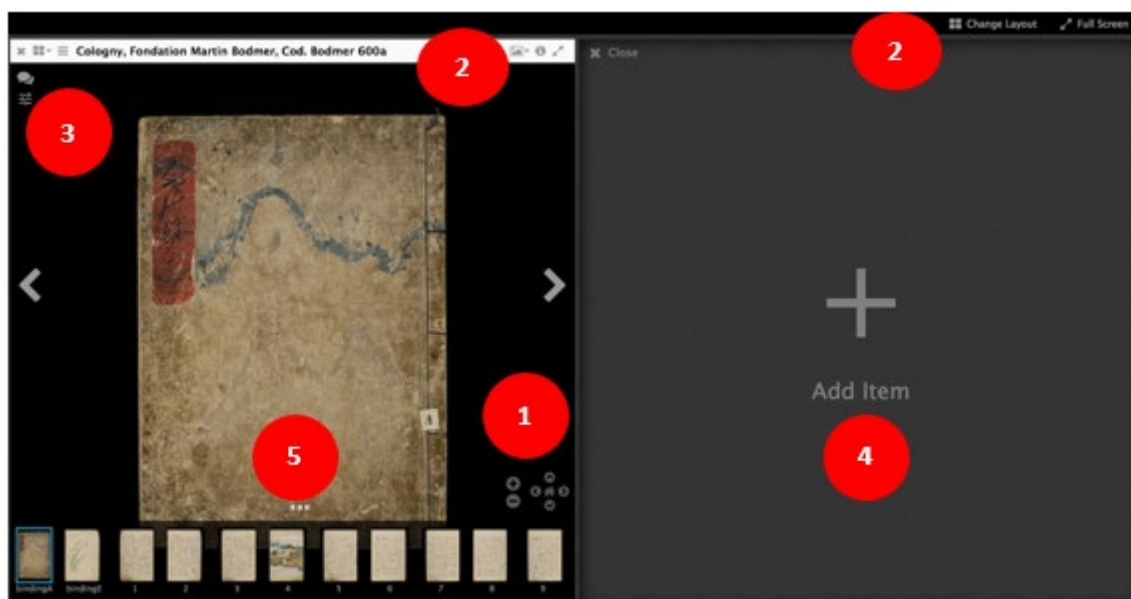 Change Layout Full Screen
2
Cologny, Fondation Martin Bodmer, Cod. Bodmer 600a
2
Close
3
1
Add Item
4
5
bindingA bindingE 1 2 3 4 5 6 7 8 9